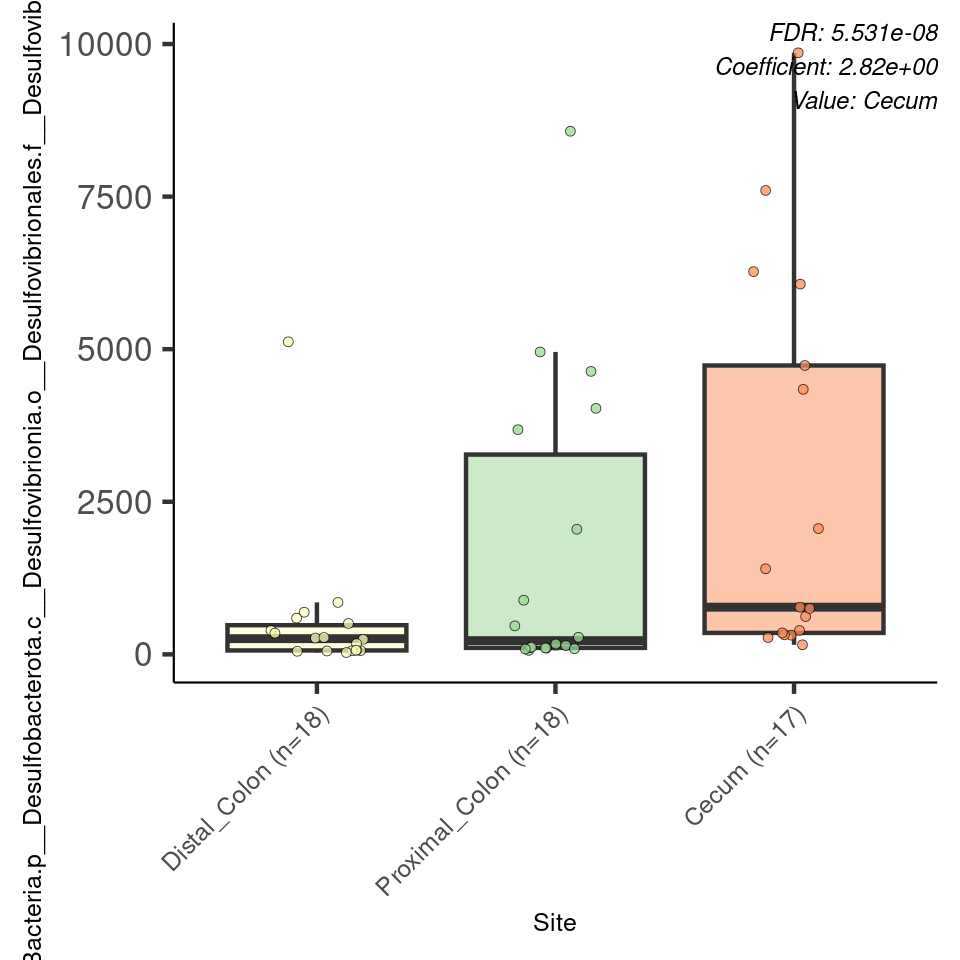 FDR: 5.531e-08
Coefficient: 2.82e+00
Value: Cecum
10000
7500
5000
2500
0
Bacteria.p__Desulfobacterota.c__Desulfovibrionia.o__Desulfovibrionales.f__Desulfovib
Distal_Colon (n=18)
Proximal_Colon (n=18)
Cecum (n=17)
Site